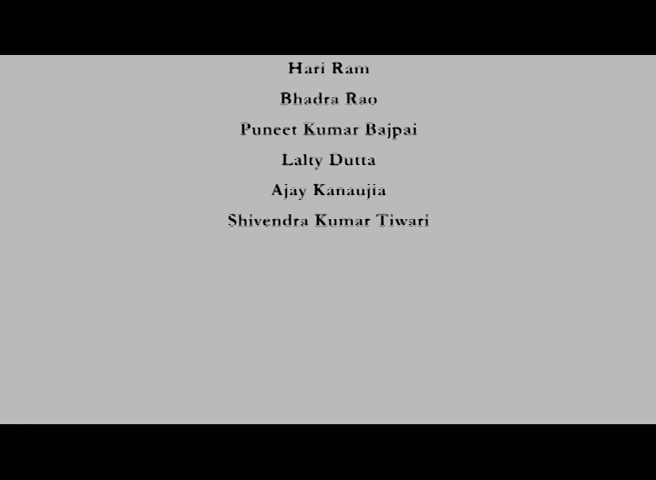 Hari Ram
Bhadra Rao
Puneet Kumar Bajpai
Lalty Dutta
Ajay Kanaujia
Shivendra Kumar Tiwari